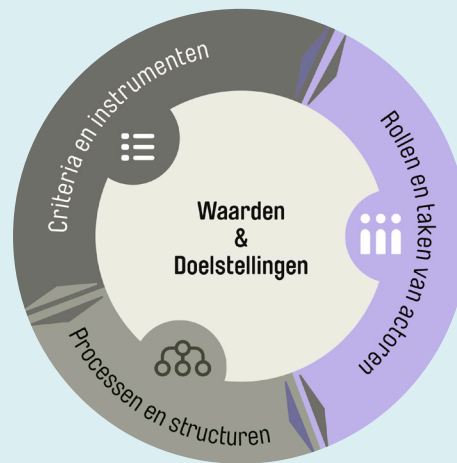 Criteria en instrumenten
Rollen en taken van actoren
Waarden
&
Doelstellingen
Processen en structuren